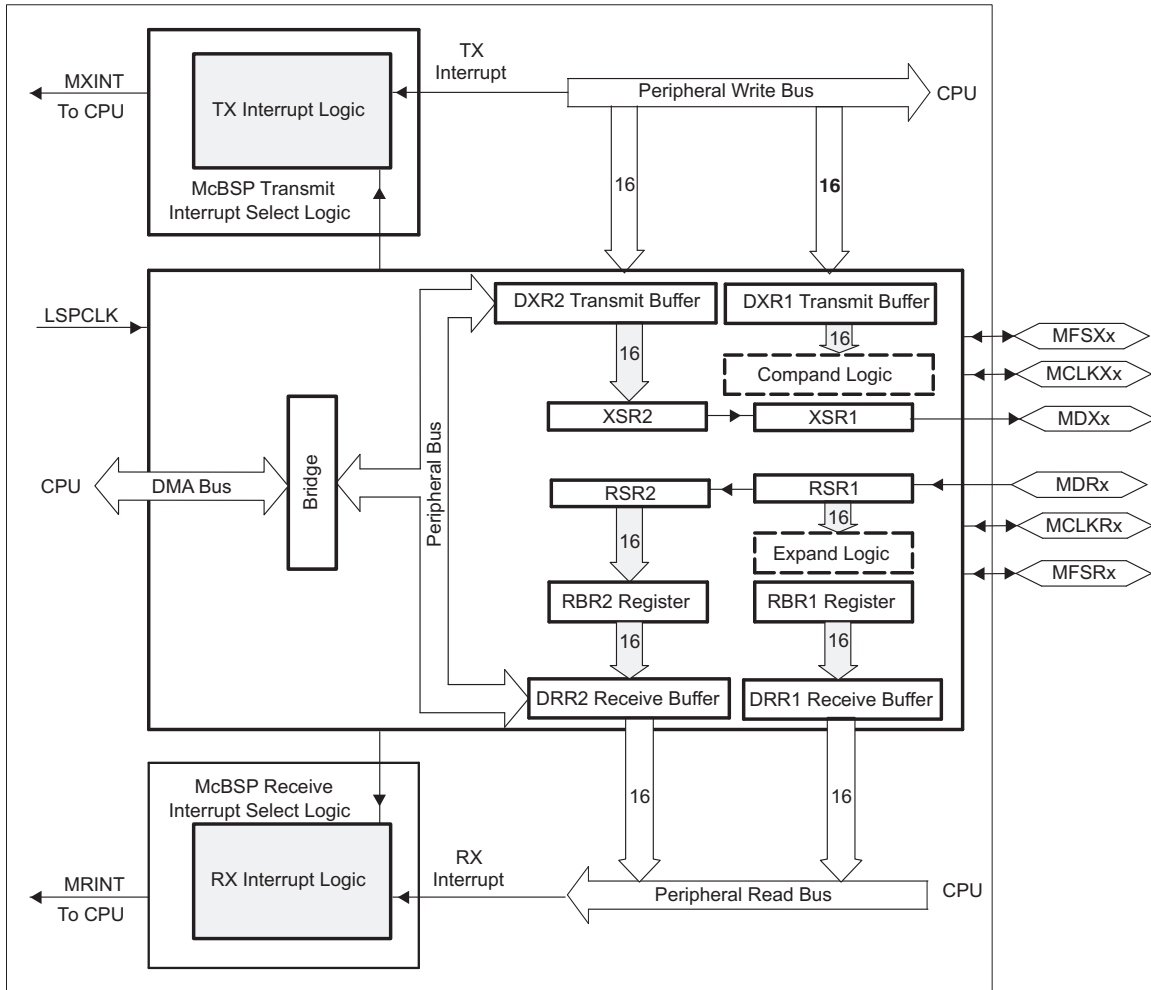 MXINT
To CPU
TX Interrupt Logic
McBSP Transmit
Interrupt Select Logic
TX
Interrupt
Peripheral Write Bus
CPU
16
16
LSPCLK
DXR2 Transmit Buffer
DXR1 Transmit Buffer
16
16
Compand Logic
XSR2
XSR1
MFSXx
MCLKXx
MDXx
CPU
DMA Bus
Bridge
Peripheral Bus
RSR2
RSR1
16
16
Expand Logic
RBR2 Register
RBR1 Register
16
16
DRR2 Receive Buffer
DRR1 Receive Buffer
MDRx
MCLKRx
MFSRx
16
16
McBSP Receive
Interrupt Select Logic
RX Interrupt Logic
MRINT
To CPU
RX
Interrupt
Peripheral Read Bus
CPU